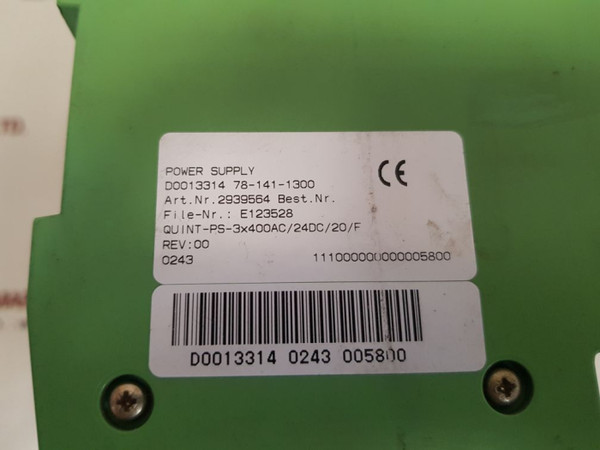 POWER SUPPLY
D0013314 78-141-1300
Art.Nr.2939564 Best.Nr.
File-Nr.: E123528
QUINT-PS-3x400AC/24DC/20/F
REV:00
0243
111000000000005800
CE
D0013314 0243 005800